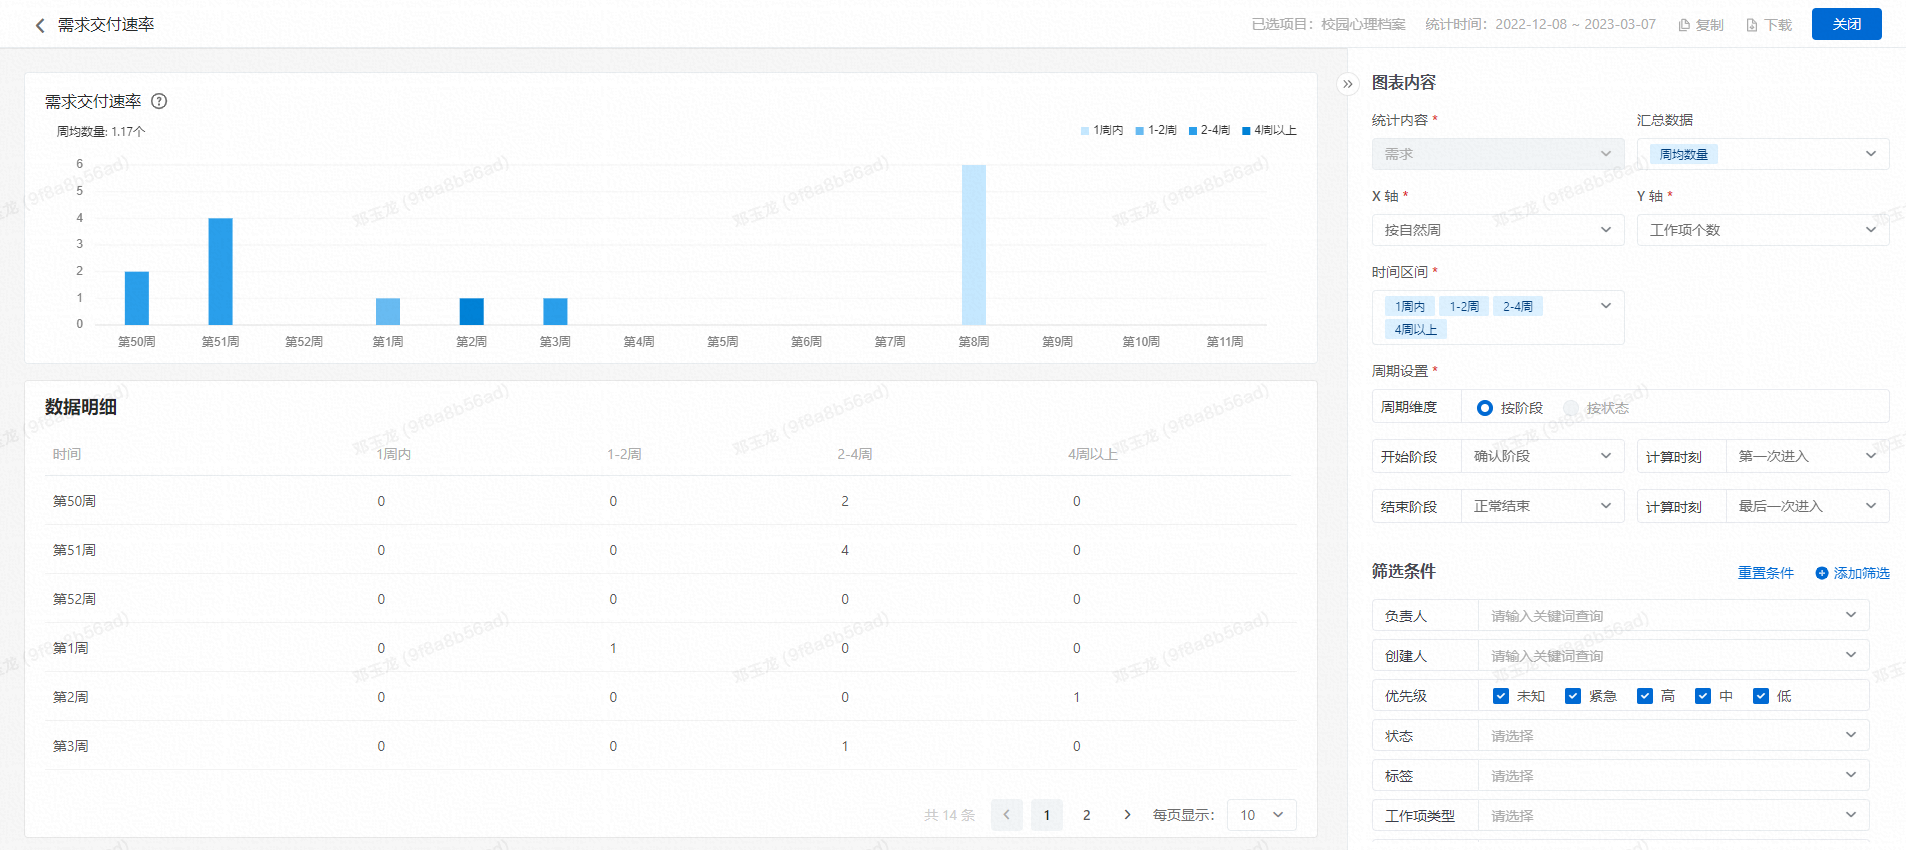 需求交付速率
已选项目：校园心理档案 统计时间：2022-12-08 ~ 2023-03-07 复制 下载 关闭
需求交付速率
周均数量: 1.17个
1周内 1-2周 2-4周 4周以上
6
5
4
3
2
1
0
第50周 第51周 第52周 第1周 第2周 第3周 第4周 第5周 第6周 第7周 第8周 第9周 第10周 第11周
数据明细
时间 1周内 1-2周 2-4周 4周以上
第50周 0 0 2 0
第51周 0 0 4 0
第52周 0 0 0 0
第1周 0 1 0 0
第2周 0 0 0 1
第3周 0 0 1 0
共 14 条 1 2 每页显示： 10
图表内容
统计内容 * 汇总数据
需求 周均数量
X 轴 * Y 轴 *
按自然周 工作项个数
时间区间 *
1周内 1-2周 2-4周
4周以上
周期设置 *
周期维度 按阶段 按状态
开始阶段 确认阶段 计算时刻 第一次进入
结束阶段 正常结束 计算时刻 最后一次进入
筛选条件 重置条件 添加筛选
负责人 请输入关键词查询
创建人 请输入关键词查询
优先级 未知 紧急 高 中 低
状态 请选择
标签 请选择
工作项类型 请选择
邓玉龙 (9f8a8b56ad)